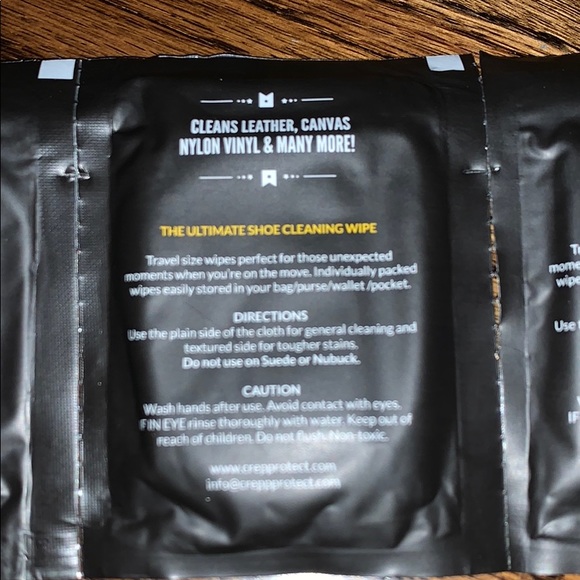 CLEANS LEATHER, CANVAS
NYLON VINYL & MANY MORE!
THE ULTIMATE SHOE CLEANING WIPE
Travel size wipes perfect for those unexpected
moments when you're on the move. Individually packed
wipes easily stored in your bag/purse/wallet /pocket.
DIRECTIONS
Use the plain side of the cloth for general cleaning and
textured side for tougher stains.
Do not use on Suede or Nubuck.
CAUTION
Wash hands after use. Avoid contact with eyes.
F IN EYE rinse thoroughly with water. Keep out of
reach of children. Do not flush. Non-toxic.
www.creppprotect.com
info@creppprotect.com